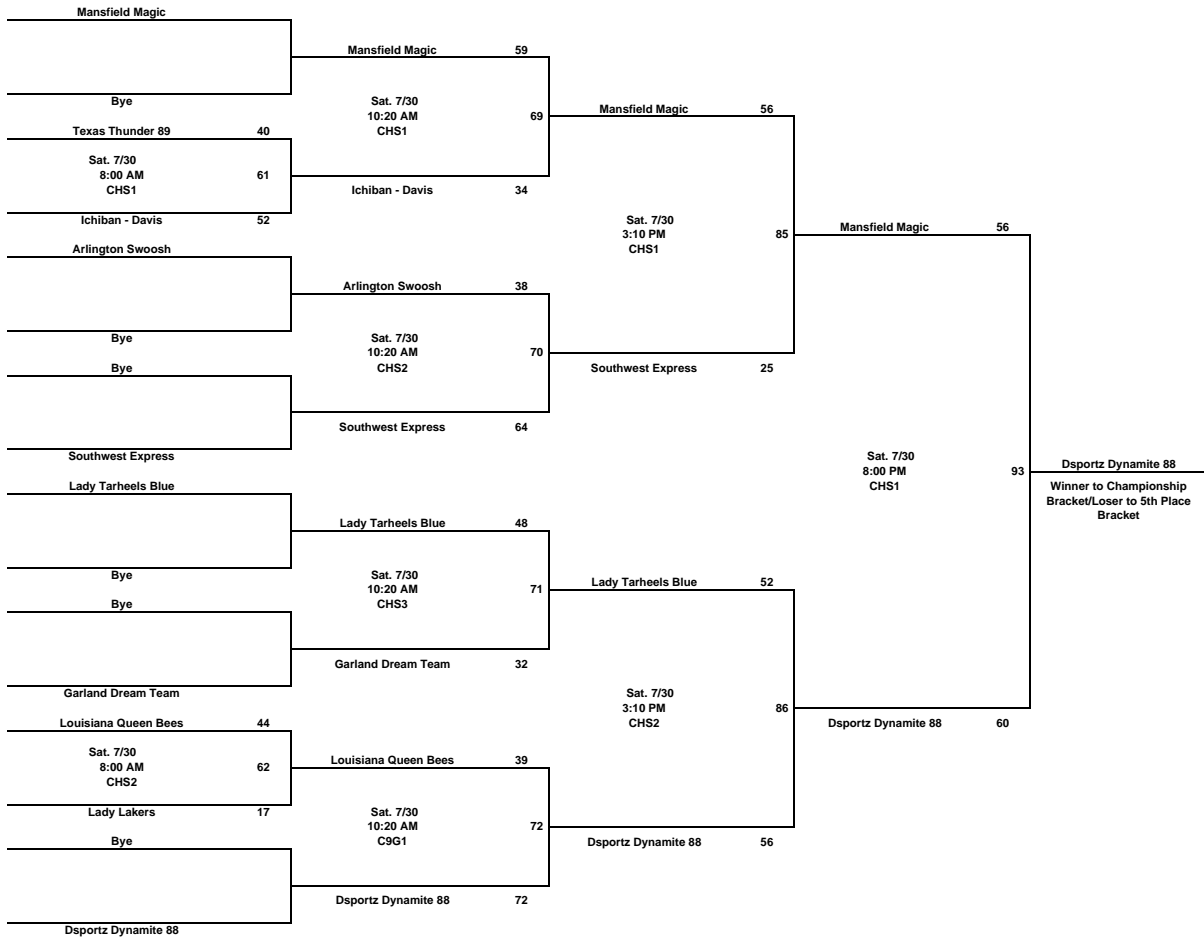 Mansfield Magic
Bye
Texas Thunder 89 40
Sat. 7/30
8:00 AM 61
CHS1
Ichiban - Davis 52
Arlington Swoosh
Bye
Bye
Southwest Express
Lady Tarheels Blue
Bye
Bye
Garland Dream Team
Louisiana Queen Bees 44
Sat. 7/30
8:00 AM 62
CHS2
Lady Lakers 17
Bye
Dsportz Dynamite 88
Mansfield Magic 59
Sat. 7/30
10:20 AM 69
CHS1
Ichiban - Davis 34
Arlington Swoosh 38
Sat. 7/30
10:20 AM 70
CHS2
Southwest Express 64
Lady Tarheels Blue 48
Sat. 7/30
10:20 AM 71
CHS3
Garland Dream Team 32
Louisiana Queen Bees 39
Sat. 7/30
10:20 AM 72
C9G1
Dsportz Dynamite 88 72
Mansfield Magic 56
Sat. 7/30
3:10 PM 85
CHS1
Southwest Express 25
Lady Tarheels Blue 52
Sat. 7/30
3:10 PM 86
CHS2
Dsportz Dynamite 88 56
Mansfield Magic 56
Sat. 7/30
8:00 PM 93
CHS1
Dsportz Dynamite 88 60
Dsportz Dynamite 88
Winner to Championship
Bracket/Loser to 5th Place
Bracket